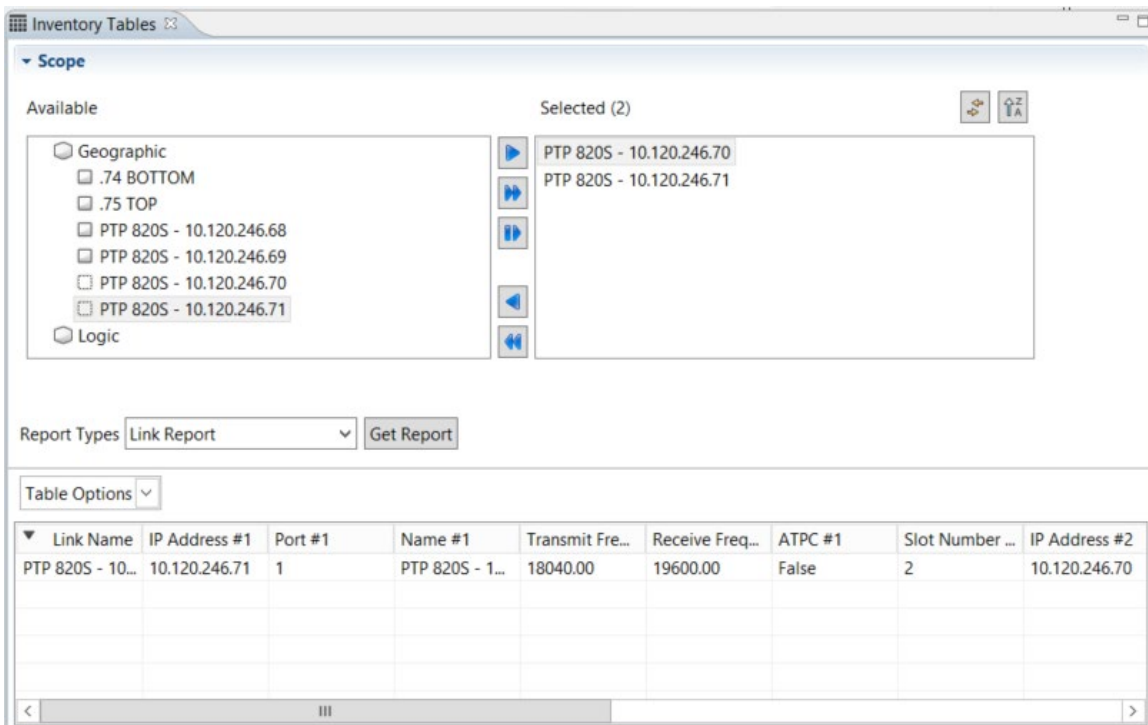 Inventory Tables
Scope
Available
Selected (2)
Geographic
.74 BOTTOM
.75 TOP
PTP 820S - 10.120.246.68
PTP 820S - 10.120.246.69
PTP 820S - 10.120.246.70
PTP 820S - 10.120.246.71
Logic
PTP 820S - 10.120.246.70
PTP 820S - 10.120.246.71
Report Types Link Report Get Report
Table Options
Link Name IP Address #1 Port #1 Name #1 Transmit Fre... Receive Freq... ATPC #1 Slot Number ... IP Address #2
PTP 820S - 10... 10.120.246.71 1 PTP 820S - 1... 18040.00 19600.00 False 2 10.120.246.70